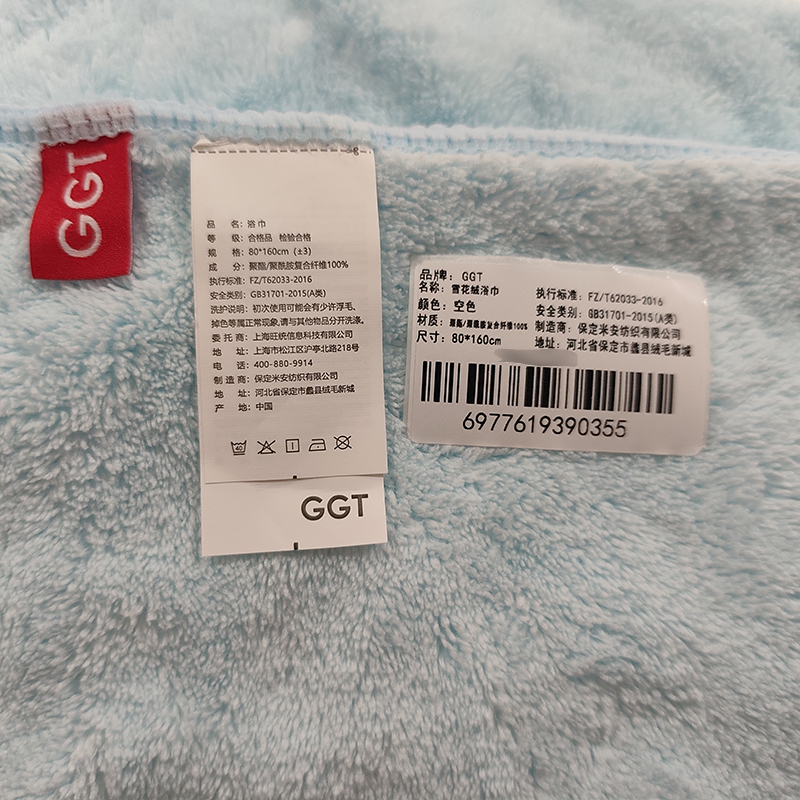 GGT
品 名：浴巾
等 级：合格品 检验合格
规 格：80*160cm (±3)
成 分：聚酯/聚酰胺复合纤维100%
执行标准：FZ/T62033-2016
安全类别：GB31701-2015(A类)
洗护说明：初次使用可能会有少许浮毛，
掉色等属正常现象,请与其他物品分开洗涤。
委 托 商：上海旺统信息科技有限公司
地 址：上海市松江区沪亭北路218号
电 话：400-880-9914
制 造 商：保定米安纺织有限公司
地 址：河北省保定市蠡县绒毛新城
产 地：中国
40
GGT
品牌：GGT
名称：雪花绒浴巾
颜色：空色
材质：聚酯/聚酰胺复合纤维100%
尺寸：80*160cm
执行标准：FZ/T62033-2016
安全类别：GB31701-2015(A类)
制造商：保定米安纺织有限公司
地址：河北省保定市蠡县绒毛新城
6977619390355